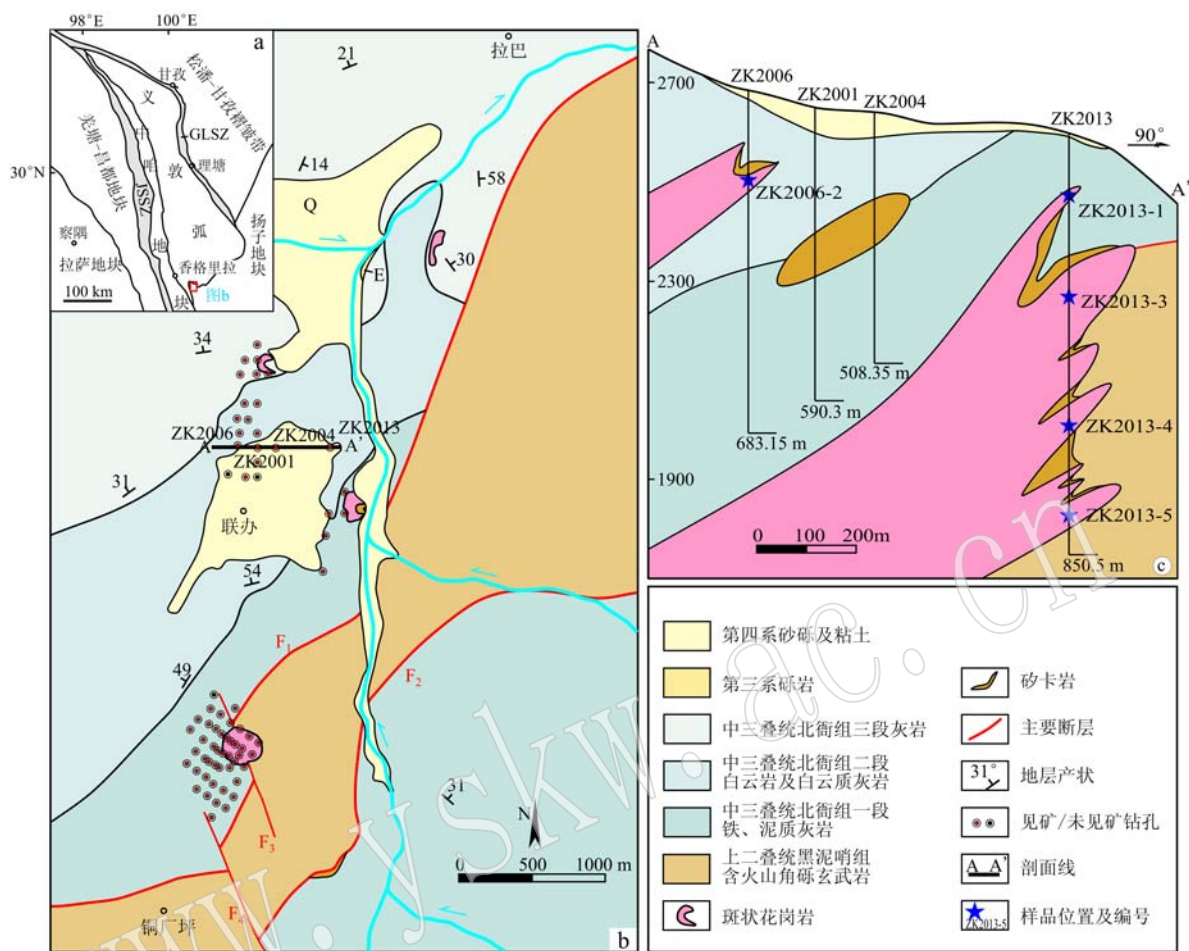 98°E
100°E
a
甘孜
松潘-甘孜褶皱带
义
敦
弧
中
咱
地
块
GLSZ
理塘
羌塘-昌都地块
JSSZ
30°N
察隅
拉萨地块
扬子地块
香格里拉
图b
100 km
21
拉巴
14
58
Q
30
E
34
ZK2006
ZK2004
ZK2013
A
A'
ZK2001
31
联办
54
F1
F2
49
31
N
0 500 1000 m
F3
F4
铜厂坪
b
A
ZK2006
2700
ZK2001
ZK2004
ZK2013
90°
A'
ZK2006-2
ZK2013-1
2300
ZK2013-3
508.35 m
590.3 m
683.15 m
ZK2013-4
1900
ZK2013-5
0 100 200m
850.5 m
c
第四系砂砾及粘土
第三系砾岩
中三叠统北衙组三段灰岩
中三叠统北衙组二段
白云岩及白云质灰岩
中三叠统北衙组一段
铁、泥质灰岩
上二叠统黑泥哨组
含火山角砾玄武岩
斑状花岗岩
矽卡岩
主要断层
31°
地层产状
见矿/未见矿钻孔
A A'
剖面线
ZK2013-5
样品位置及编号
www.yskw.ac.cn